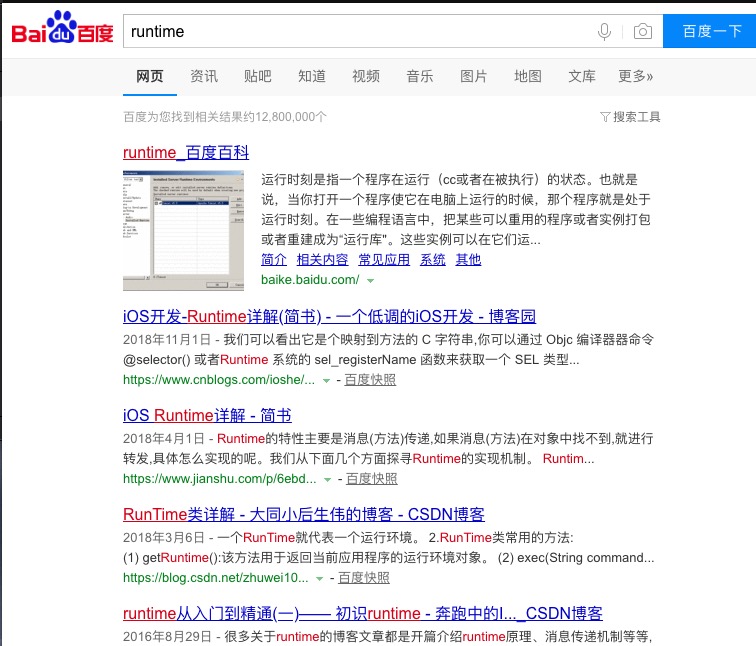 Bai du 百度
runtime
百度一下
网页 资讯 贴吧 知道 视频 音乐 图片 地图 文库 更多»
百度为您找到相关结果约12,800,000个
搜索工具
runtime_百度百科
运行时刻是指一个程序在运行（cc或者在被执行）的状态。也就是
说，当你打开一个程序使它在电脑上运行的时候，那个程序就是处于
运行时刻。在一些编程语言中，把某些可以重用的程序或者实例打包
或者重建成为“运行库"。这些实例可以在它们运...
简介 相关内容 常见应用 系统 其他
baike.baidu.com/
iOS开发-Runtime详解(简书) - 一个低调的iOS开发 - 博客园
2018年11月1日 - 我们可以看出它是个映射到方法的 C 字符串,你可以通过 Objc 编译器器命令
@selector() 或者Runtime 系统的 sel_registerName 函数来获取一个 SEL 类型...
https://www.cnblogs.com/ioshe/... - 百度快照
iOS Runtime详解 - 简书
2018年4月1日 - Runtime的特性主要是消息(方法)传递,如果消息(方法)在对象中找不到,就进行
转发,具体怎么实现的呢。我们从下面几个方面探寻Runtime的实现机制。 Runtim...
https://www.jianshu.com/p/6ebd... - 百度快照
RunTime类详解 - 大同小后生伟的博客 - CSDN博客
2018年3月6日 - 一个RunTime就代表一个运行环境。 2.RunTime类常用的方法:
(1) getRuntime():该方法用于返回当前应用程序的运行环境对象。 (2) exec(String command...
https://blog.csdn.net/zhuwei10... - 百度快照
runtime从入门到精通(一)—— 初识runtime - 奔跑中的I..._CSDN博客
2016年8月29日 - 很多关于runtime的博客文章都是开篇介绍runtime原理、消息传递机制等等,